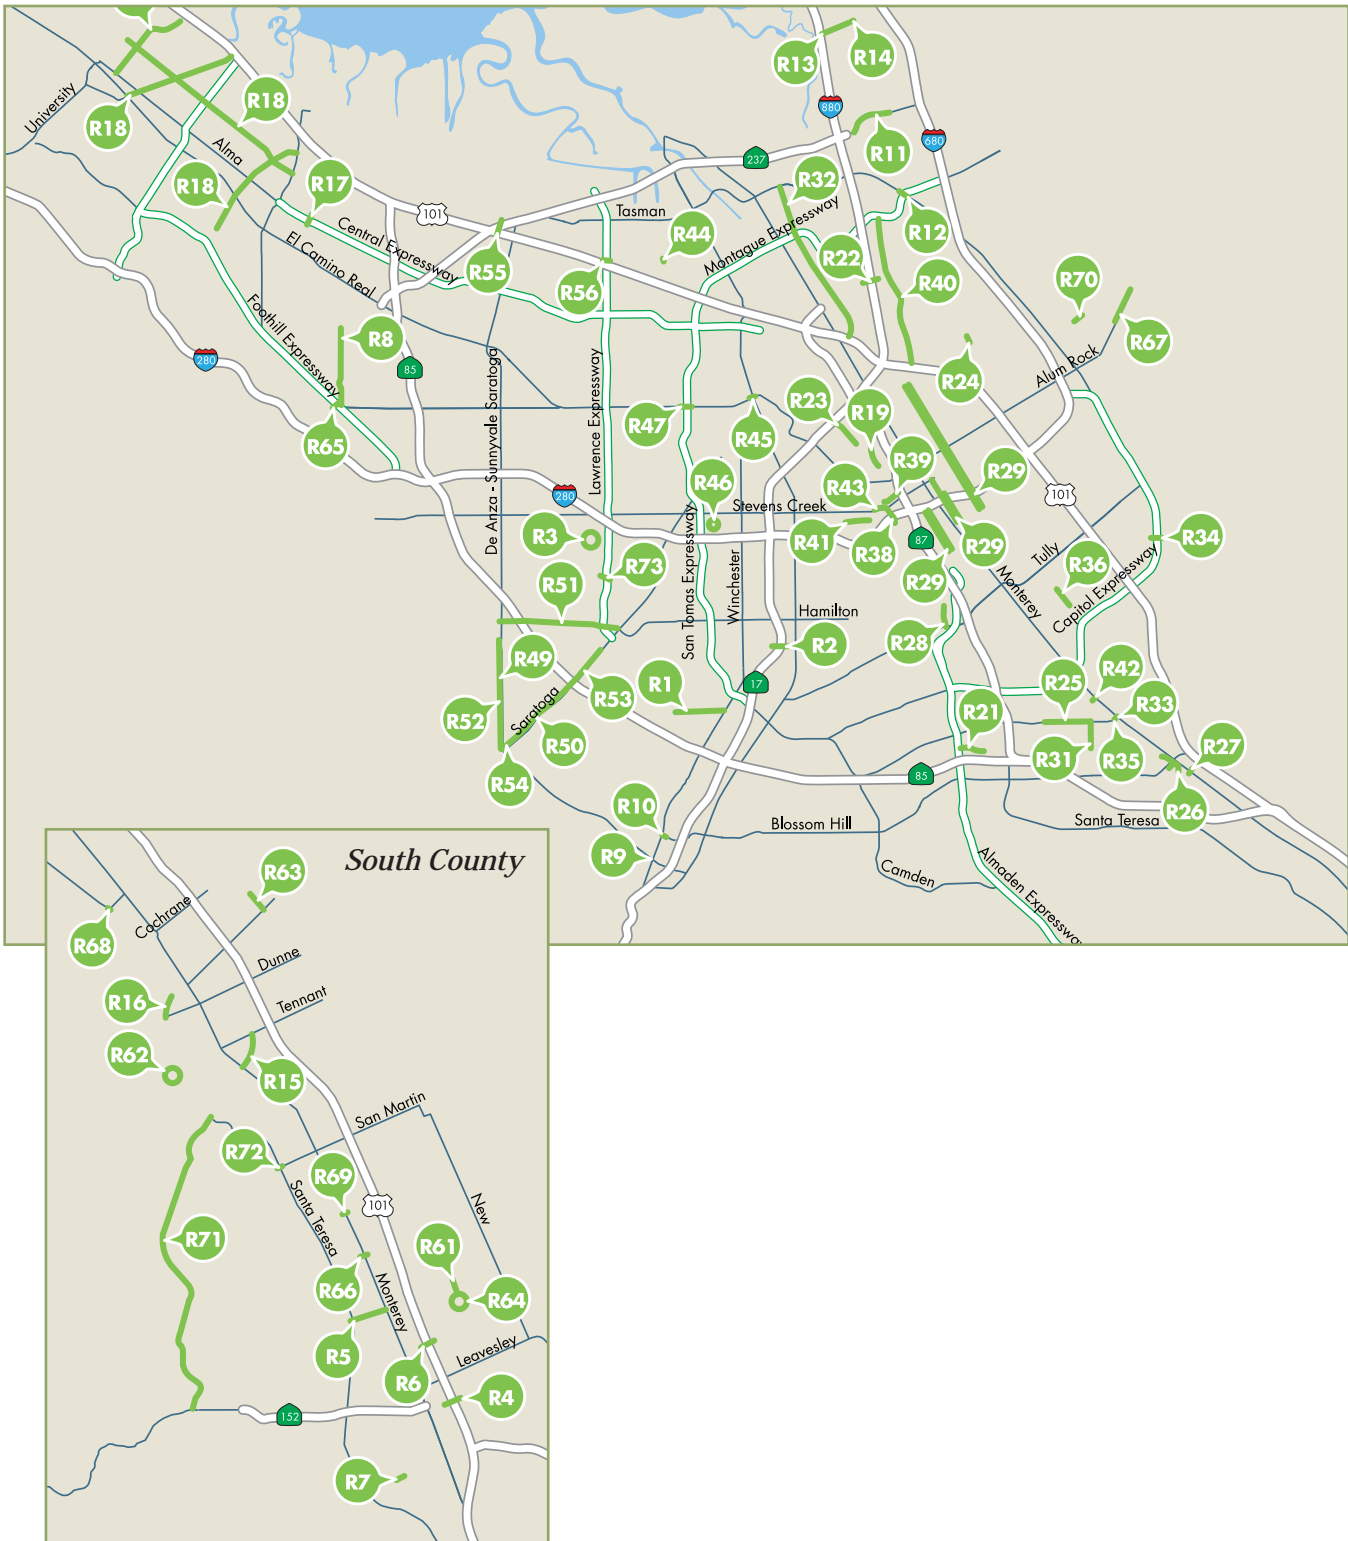 R13
R14
880
R18
R18
University
R11
680
Alma
237
R18
R17
R32
101
Tasman
R12
Central Expressway
R44
Montague Expressway
El Camino Real
R55
R56
R22
R40
R70
Foothill Expressway
R8
R67
280
85
De Anza - Sunnyvale Saratoga
Lawrence Expressway
R24
Alum Rock
R23
R19
R47
R45
R65
R39
R29
R46
R43
280
101
Stevens Creek
R3
R41
R38
87
R29
R34
San Tomas Expressway
Winchester
R73
Tully
R36
R51
R29
Monterey
Capitol Expressway
Hamilton
R28
R2
R49
R1
17
R25
R42
R53
R33
Saratoga
R52
R50
R21
R31
R35
R27
R54
85
R10
R26
Blossom Hill
Santa Teresa
R9
Camden
Almaden Expressway
South County
R63
Cochrane
R68
Dunne
R16
Tennant
R62
R15
San Martin
R72
R69
Santa Teresa
101
New
R71
R61
R66
Monterey
R64
R5
Leavesley
R6
R4
152
R7